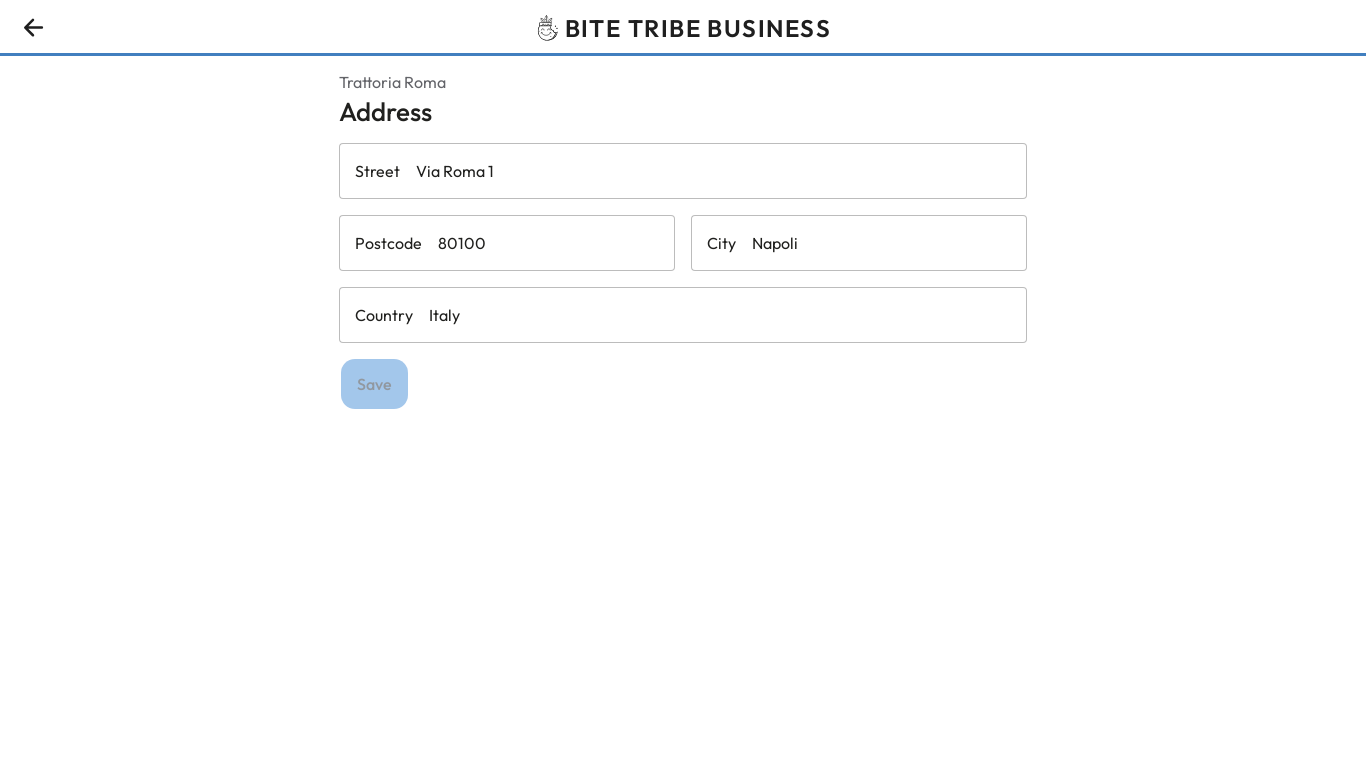 BITE TRIBE BUSINESS
Trattoria Roma
Address
Street Via Roma 1
Postcode 80100 City Napoli
Country Italy
Save